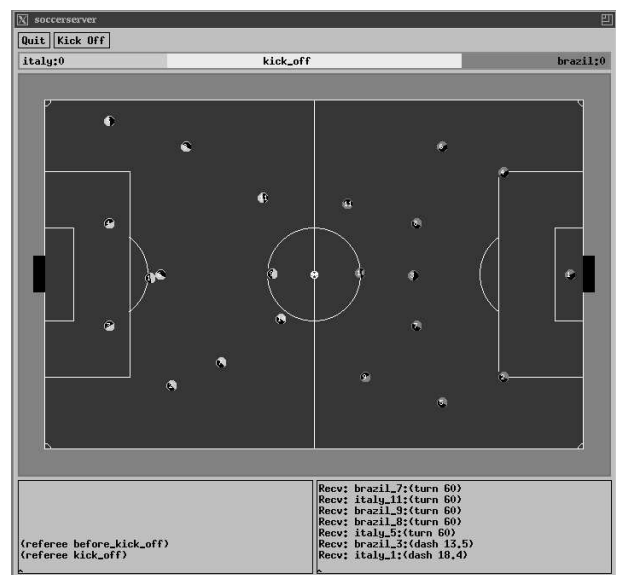 soccerserver
Quit Kick Off
italy:0 kick_off brazil:0
(referee before_kick_off)
(referee kick_off)
Recv: brazil_7:(turn 60)
Recv: italy_11:(turn 60)
Recv: brazil_9:(turn 60)
Recv: brazil_8:(turn 60)
Recv: italy_5:(turn 60)
Recv: brazil_3:(dash 13.5)
Recv: italy_1:(dash 18.4)